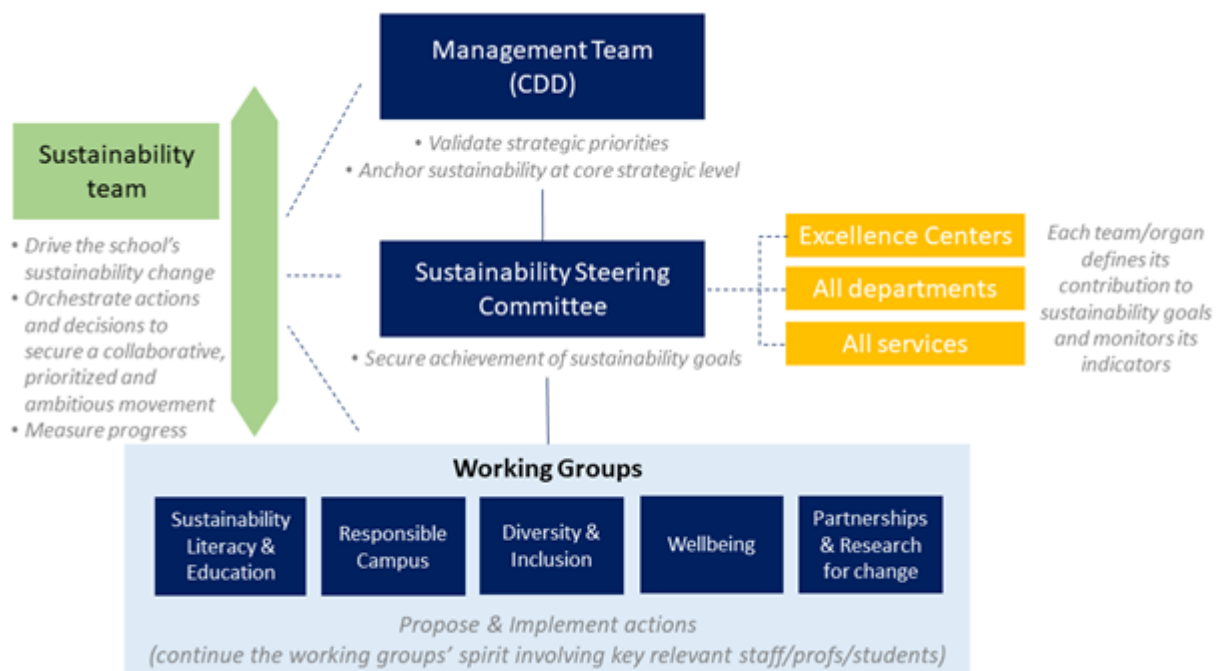 Management Team
(CDD)
• Validate strategic priorities
• Anchor sustainability at core strategic level
Sustainability
team
• Drive the school's
sustainability change
• Orchestrate actions
and decisions to
secure a collaborative,
prioritized and
ambitious movement
• Measure progress
Sustainability Steering
Committee
• Secure achievement of sustainability goals
Excellence Centers
All departments
All services
Each team/organ
defines its
contribution to
sustainability goals
and monitors its
indicators
Working Groups
Sustainability
Literacy &
Education
Responsible
Campus
Diversity &
Inclusion
Wellbeing
Partnerships
& Research
for change
Propose & Implement actions
(continue the working groups' spirit involving key relevant staff/profs/students)